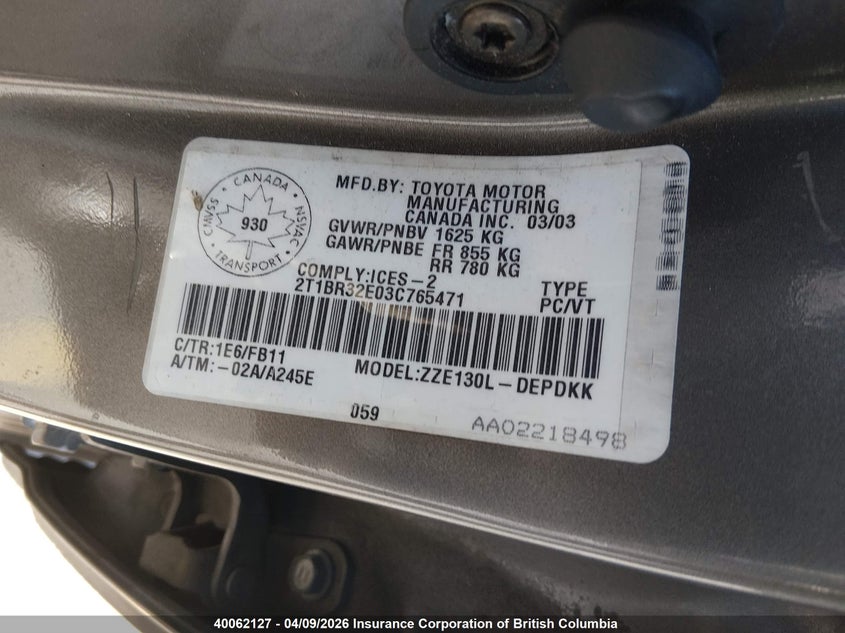 CANADA
CMVSS
NSVAC
930
TRANSPORT
MFD.BY: TOYOTA MOTOR
MANUFACTURING
CANADA INC. 03/03
GVWR/PNBV 1625 KG
GAWR/PNBE FR 855 KG
RR 780 KG
COMPLY:ICES-2
2T1BR32E03C765471
TYPE
PC/VT
C/TR:1E6/FB11
A/TM:-02A/A245E
MODEL:ZZE130L-DEPDKK
059
AA02218498
40062127 - 04/09/2026 Insurance Corporation of British Columbia